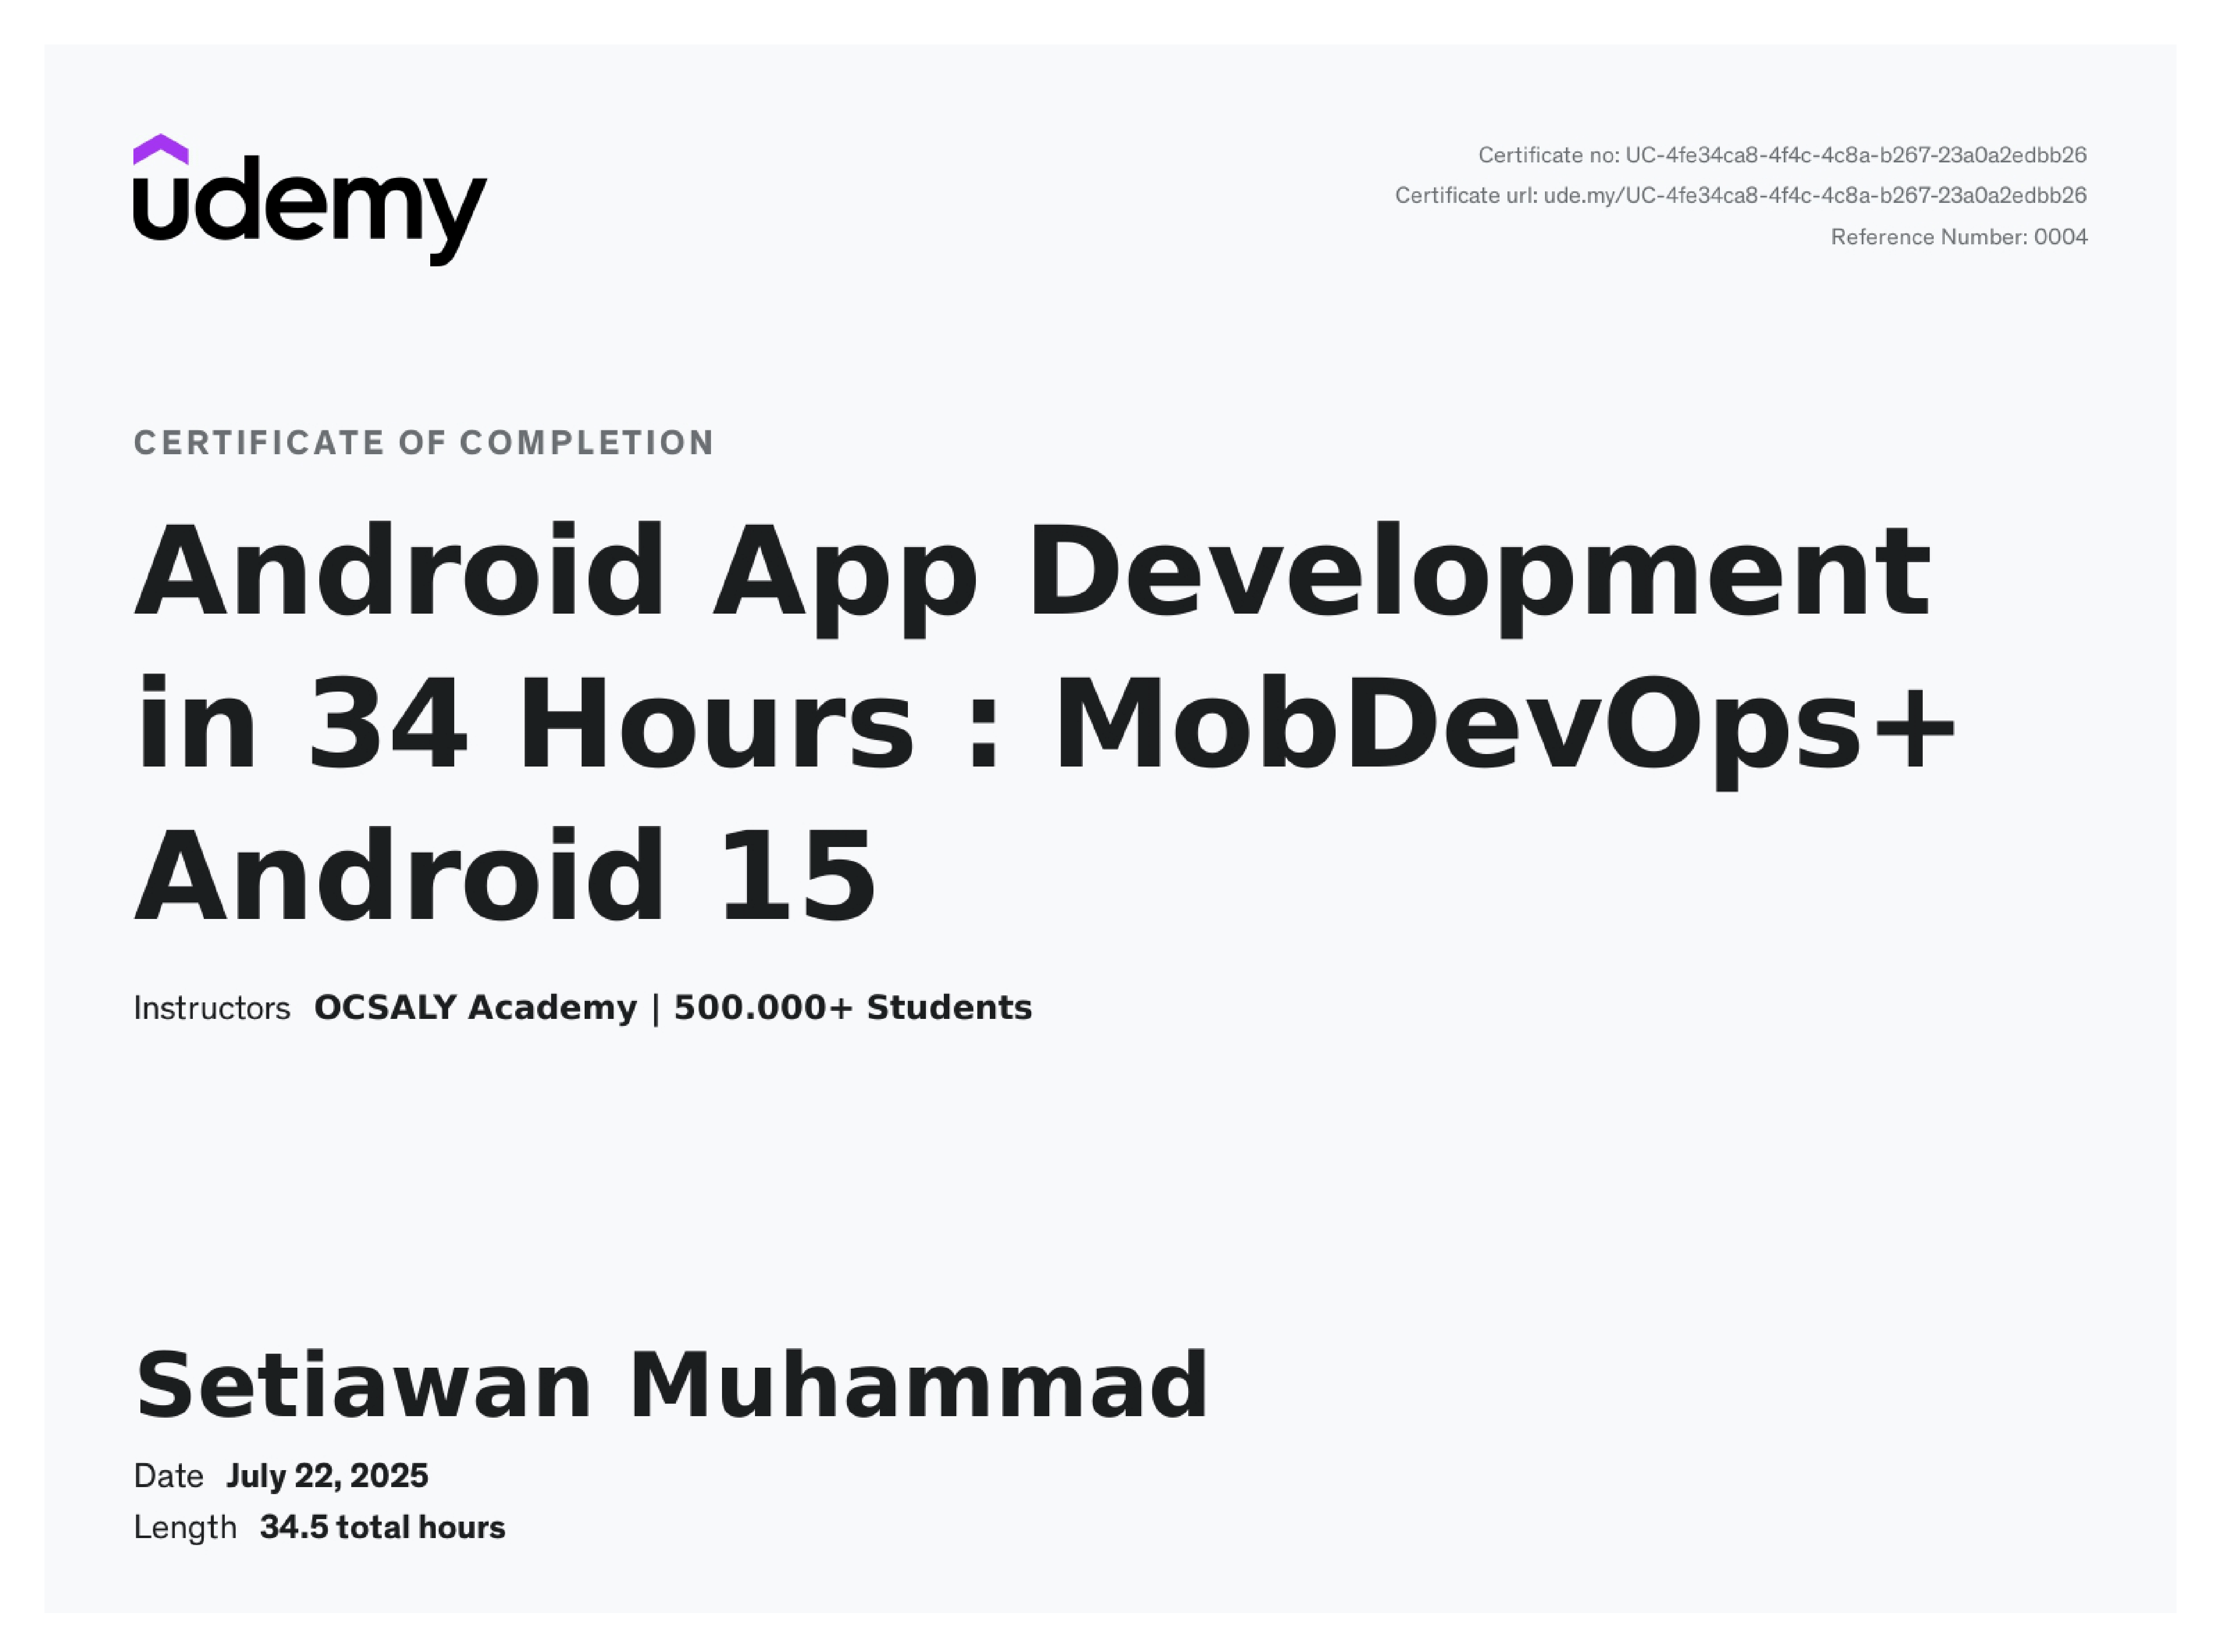 udemy
Certificate no: UC-4fe34ca8-4f4c-4c8a-b267-23a0a2edbb26
Certificate url: ude.my/UC-4fe34ca8-4f4c-4c8a-b267-23a0a2edbb26
Reference Number: 0004
CERTIFICATE OF COMPLETION
Android App Development
in 34 Hours : MobDevOps+
Android 15
Instructors OCSALY Academy | 500.000+ Students
Setiawan Muhammad
Date July 22, 2025
Length 34.5 total hours